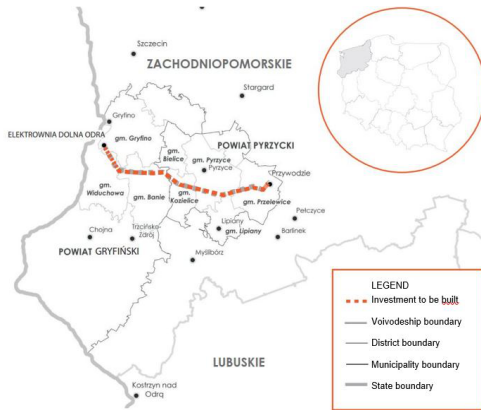 Szczecin
ZACHODNIOPOMORSKIE
Stargard
Gryfino
ELEKTROWNIA DOLNA ODRA
gm. Gryfino
gm.
Bielice
POWIAT PYRZYCKI
gm. Pyrzyce
Pyrzyce
Przywodzie
gm.
Widuchowa
gm. Banie
gm.
Kozielice
gm. Przelewice
Pełczyce
Lipiany
gm. Lipiany
Barlinek
Chojna
Trzcińsko-
Zdrój
Myślibórz
POWIAT GRYFIŃSKI
LUBUSKIE
Kostrzyn nad
Odrą
LEGEND
Investment to be built
Voivodeship boundary
District boundary
Municipality boundary
State boundary